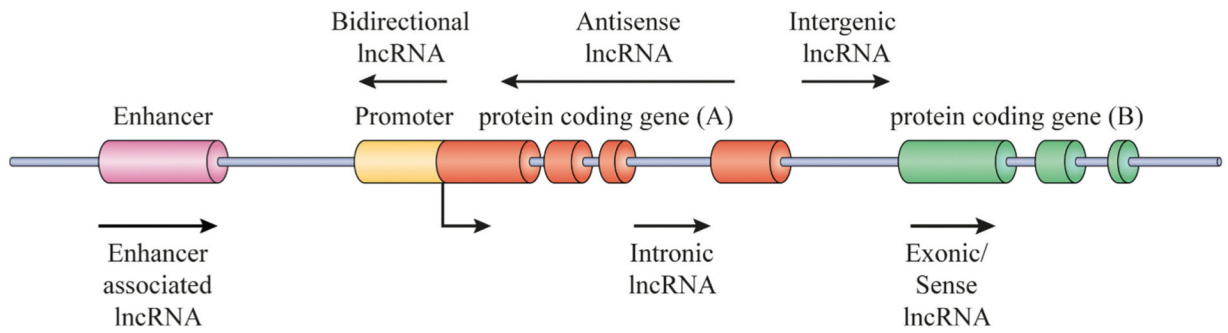 Bidirectional
lncRNA
Antisense
lncRNA
Intergenic
lncRNA
Enhancer
Promoter
protein coding gene (A)
protein coding gene (B)
Enhancer
associated
lncRNA
Intronic
lncRNA
Exonic/
Sense
lncRNA